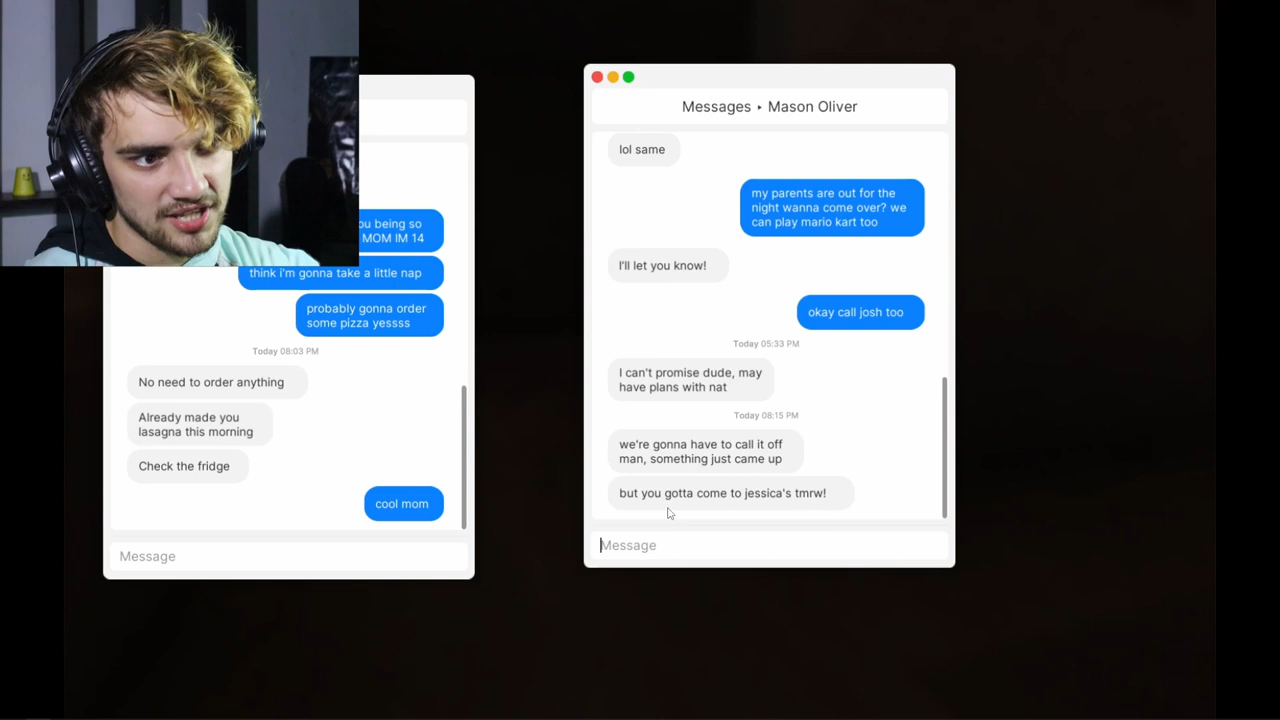 ou being so
MOM IM 14
think i'm gonna take a little nap
probably gonna order
some pizza yessss
Today 08:03 PM
No need to order anything
Already made you
lasagna this morning
Check the fridge
cool mom
Message
Messages ▸ Mason Oliver
lol same
my parents are out for the
night wanna come over? we
can play mario kart too
I'll let you know!
okay call josh too
Today 05:33 PM
I can't promise dude, may
have plans with nat
Today 08:15 PM
we're gonna have to call it off
man, something just came up
but you gotta come to jessica's tmrw!
Message